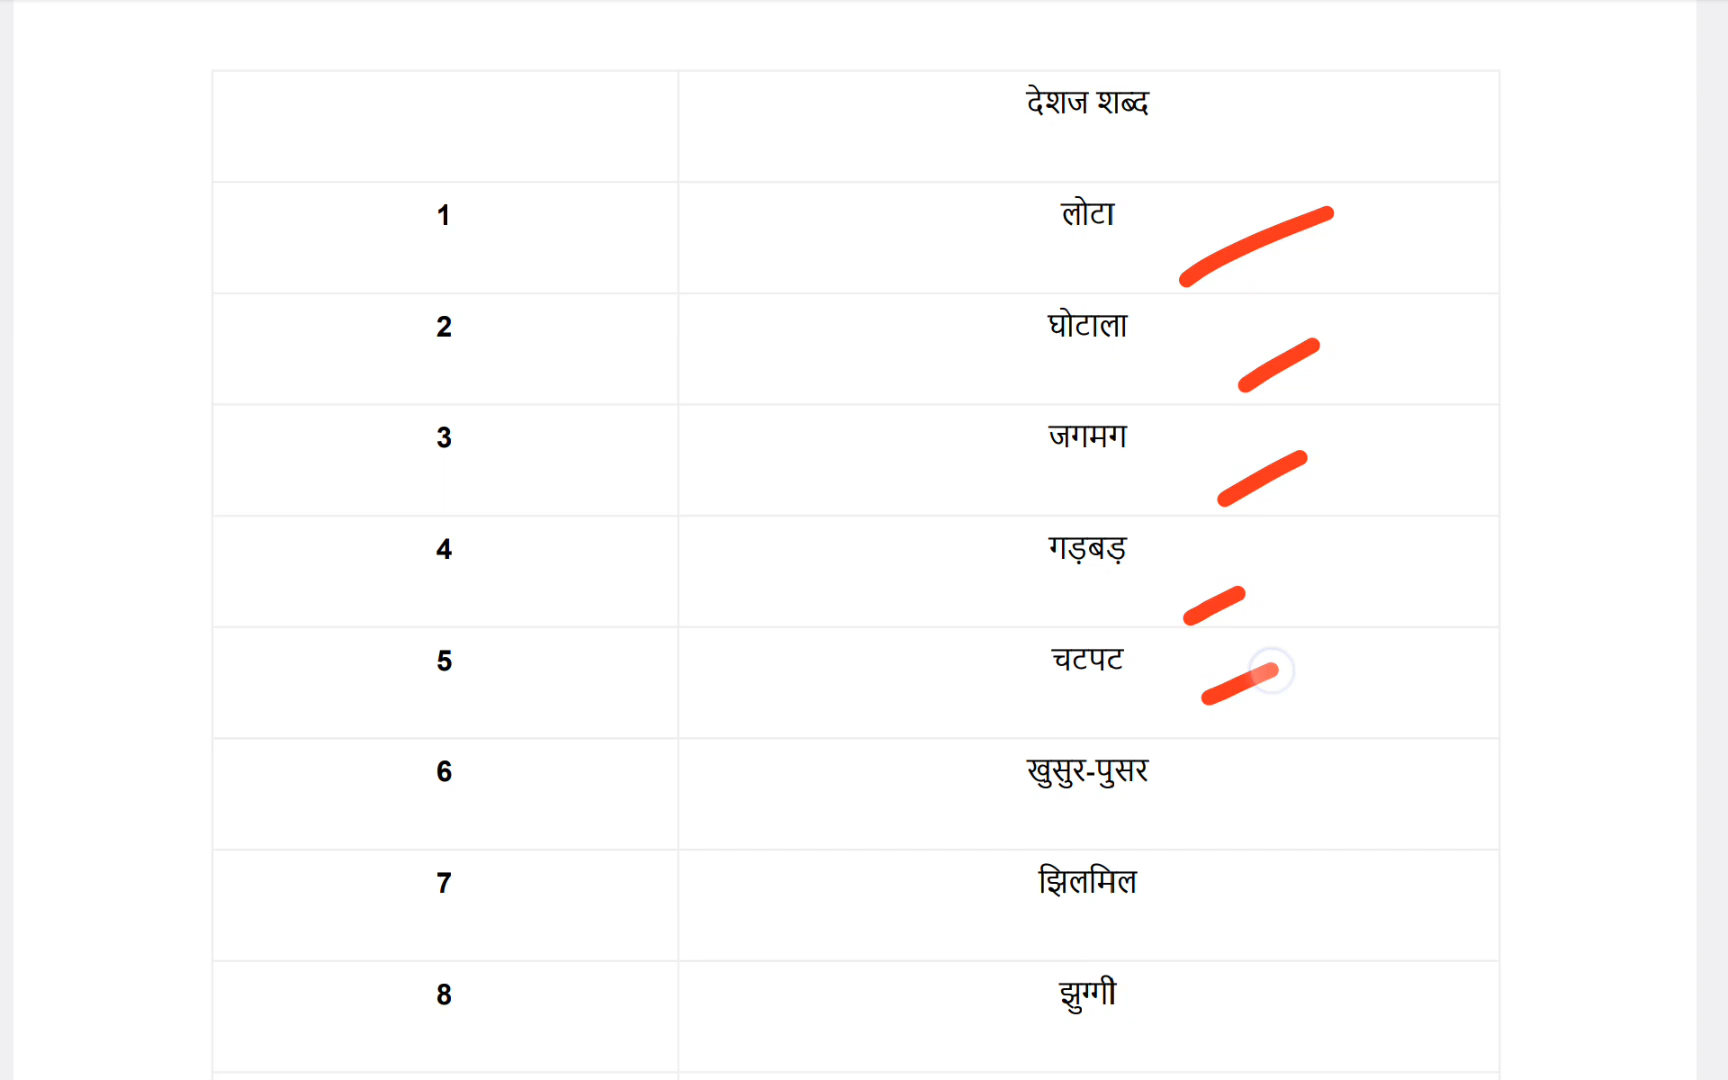 देशज शब्द
1 लोटा
2 घोटाला
3 जगमग
4 गड़बड़
5 चटपट
6 खुसुर-पुसर
7 झिलमिल
8 झुग्गी